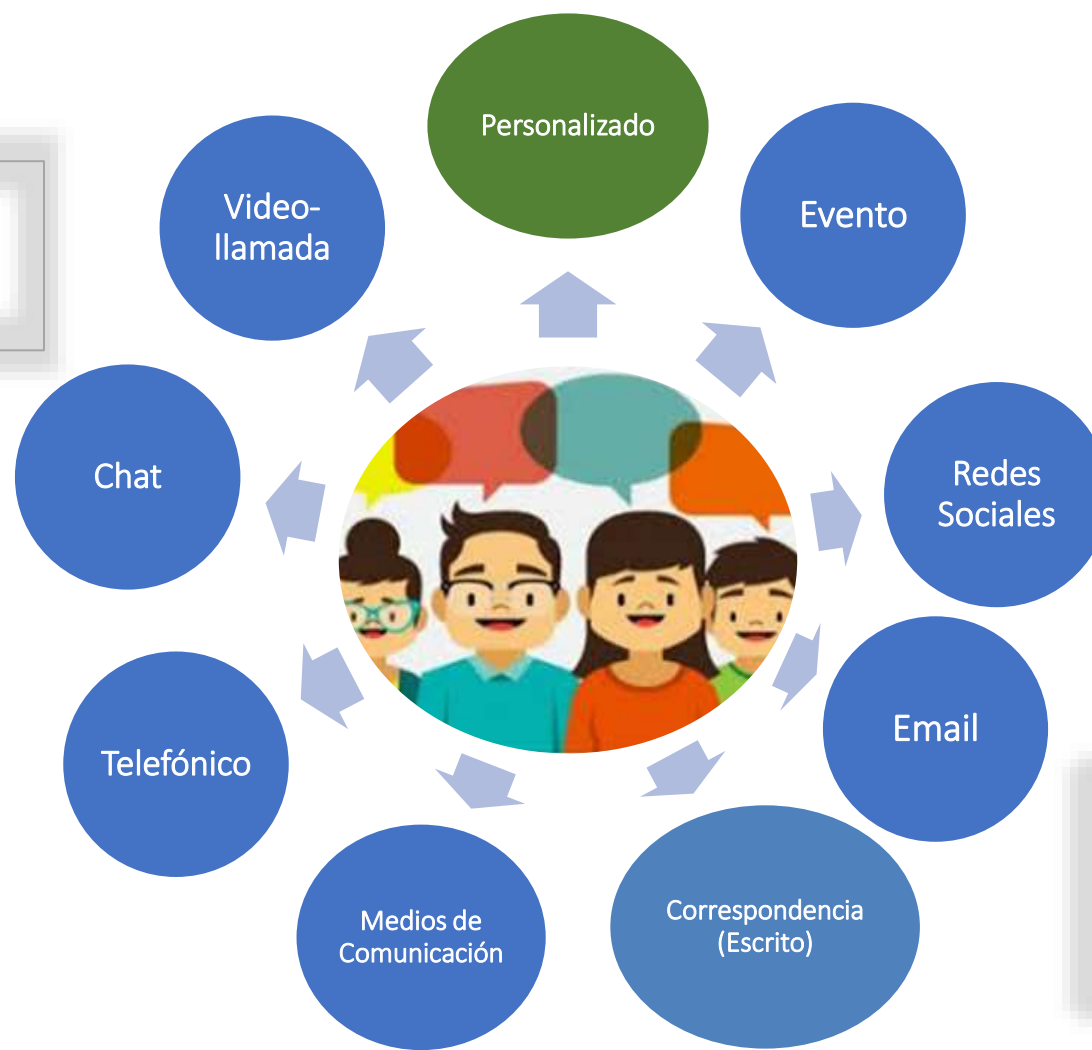 Personalizado
Evento
Redes
Sociales
Email
Correspondencia
(Escrito)
Medios de
Comunicación
Telefónico
Chat
Video-
llamada